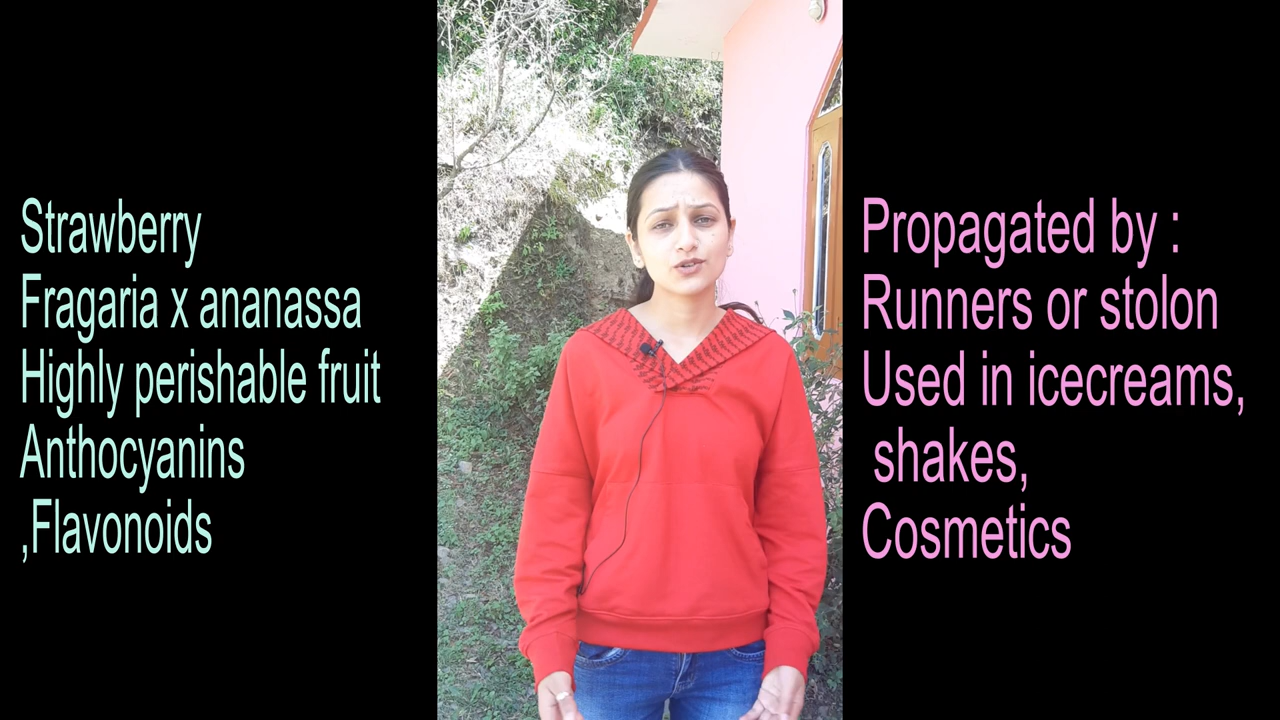 Strawberry
Fragaria x ananassa
Highly perishable fruit
Anthocyanins
,Flavonoids
Propagated by :
Runners or stolon
Used in icecreams,
shakes,
Cosmetics